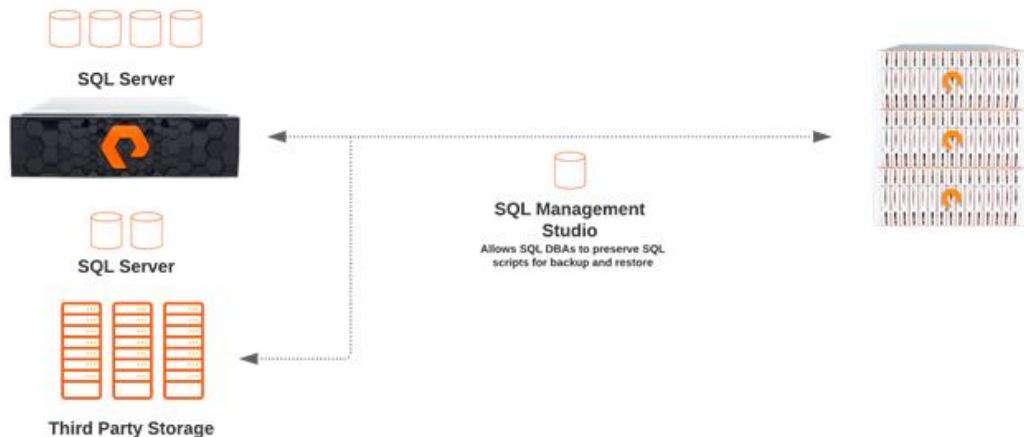 SQL Server
SQL Server
Third Party Storage
SQL Management
Studio
Allows SQL DBAs to preserve SQL
scripts for backup and restore